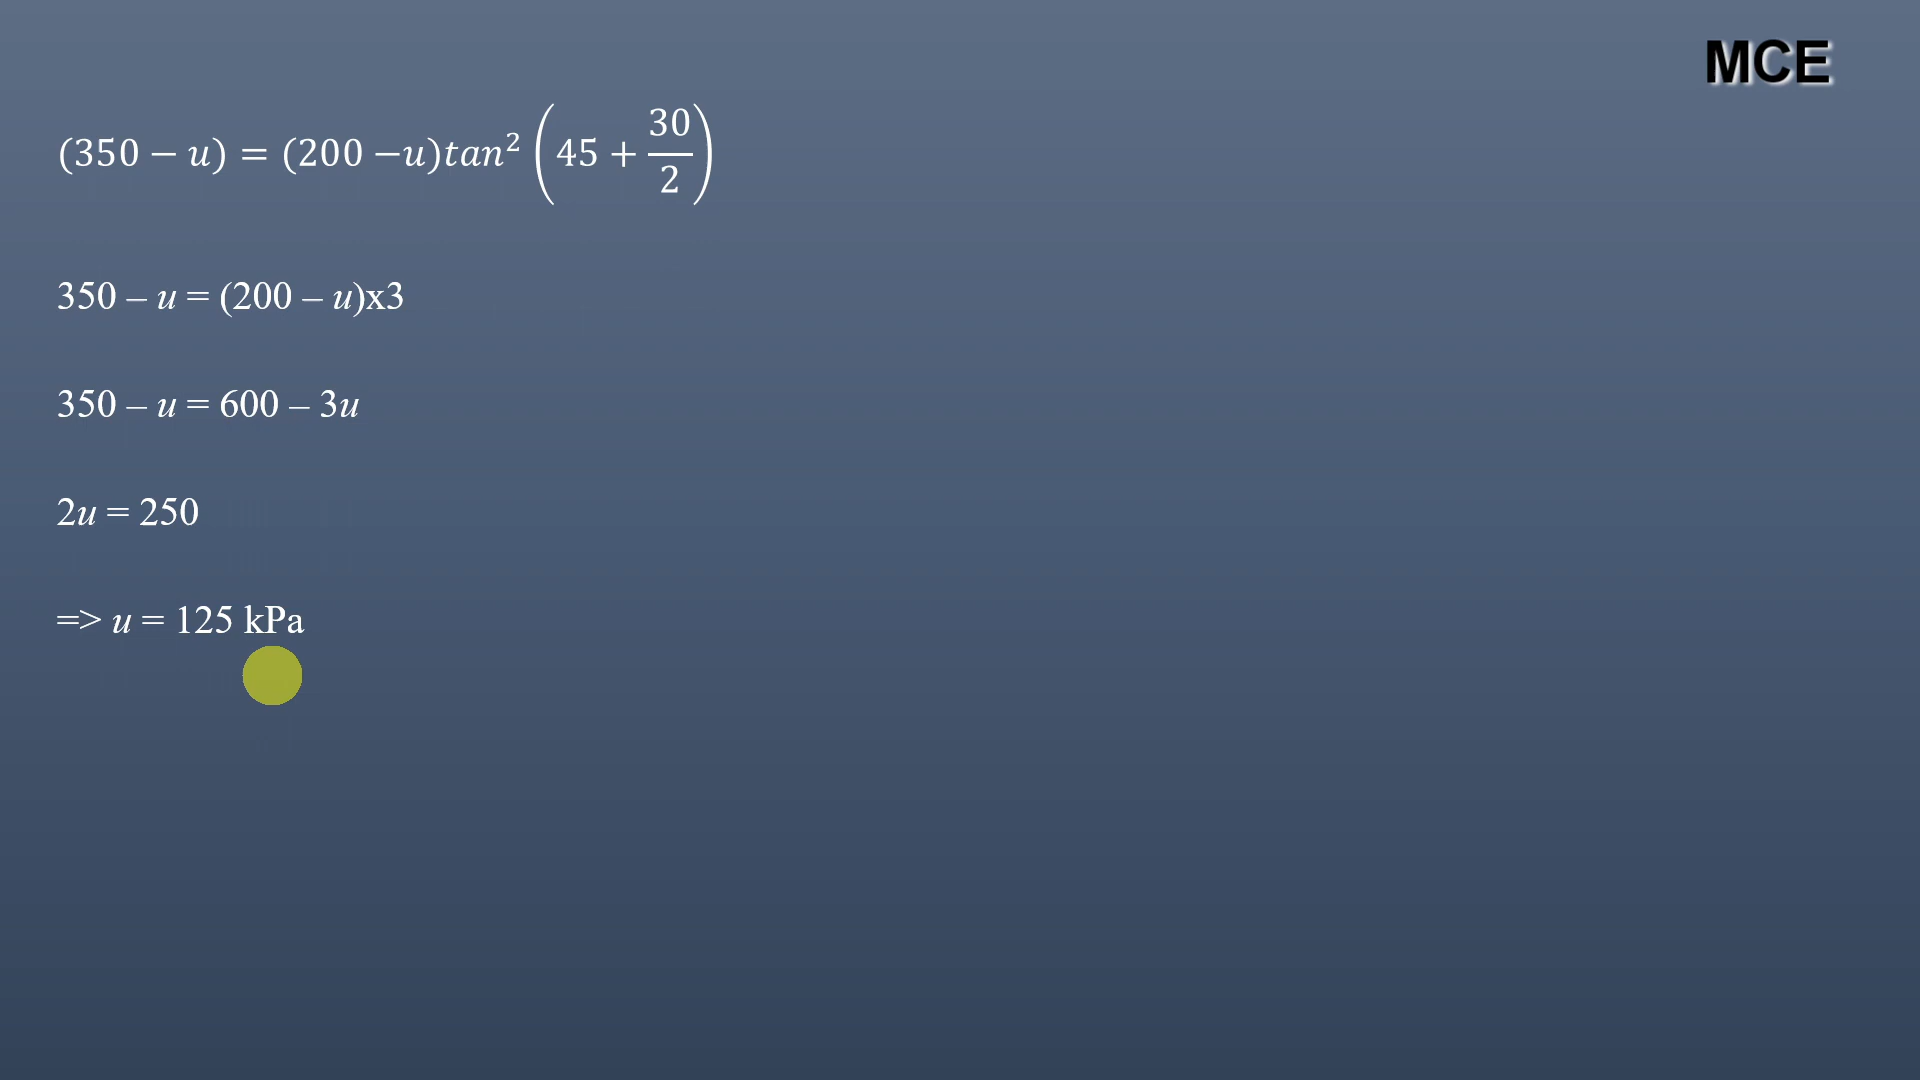 MCE
(350 − u) = (200 −u)tan² (45 + 30/2)
350 – u = (200 – u)x3
350 – u = 600 – 3u
2u = 250
=> u = 125 kPa